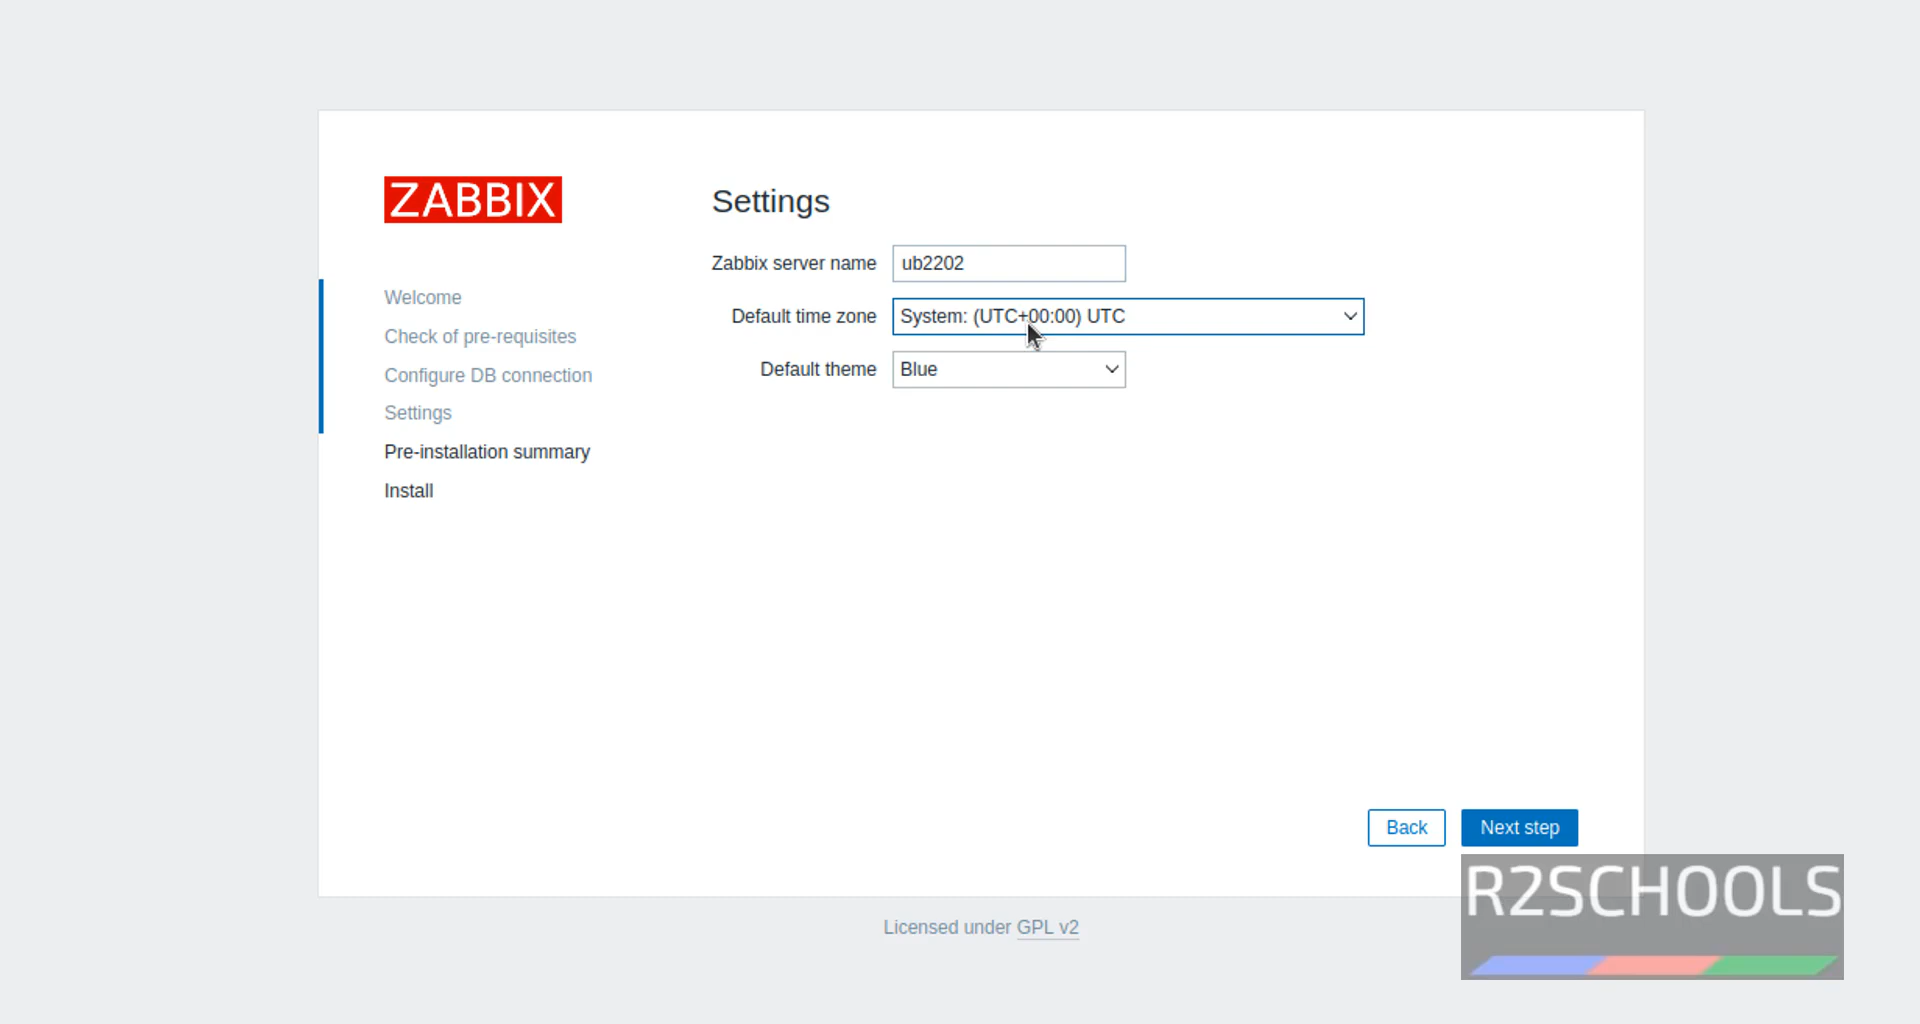 ZABBIX
Welcome
Check of pre-requisites
Configure DB connection
Settings
Pre-installation summary
Install
Settings
Zabbix server name ub2202
Default time zone System: (UTC+00:00) UTC
Default theme Blue
Back Next step
Licensed under GPL v2
R2SCHOOLS